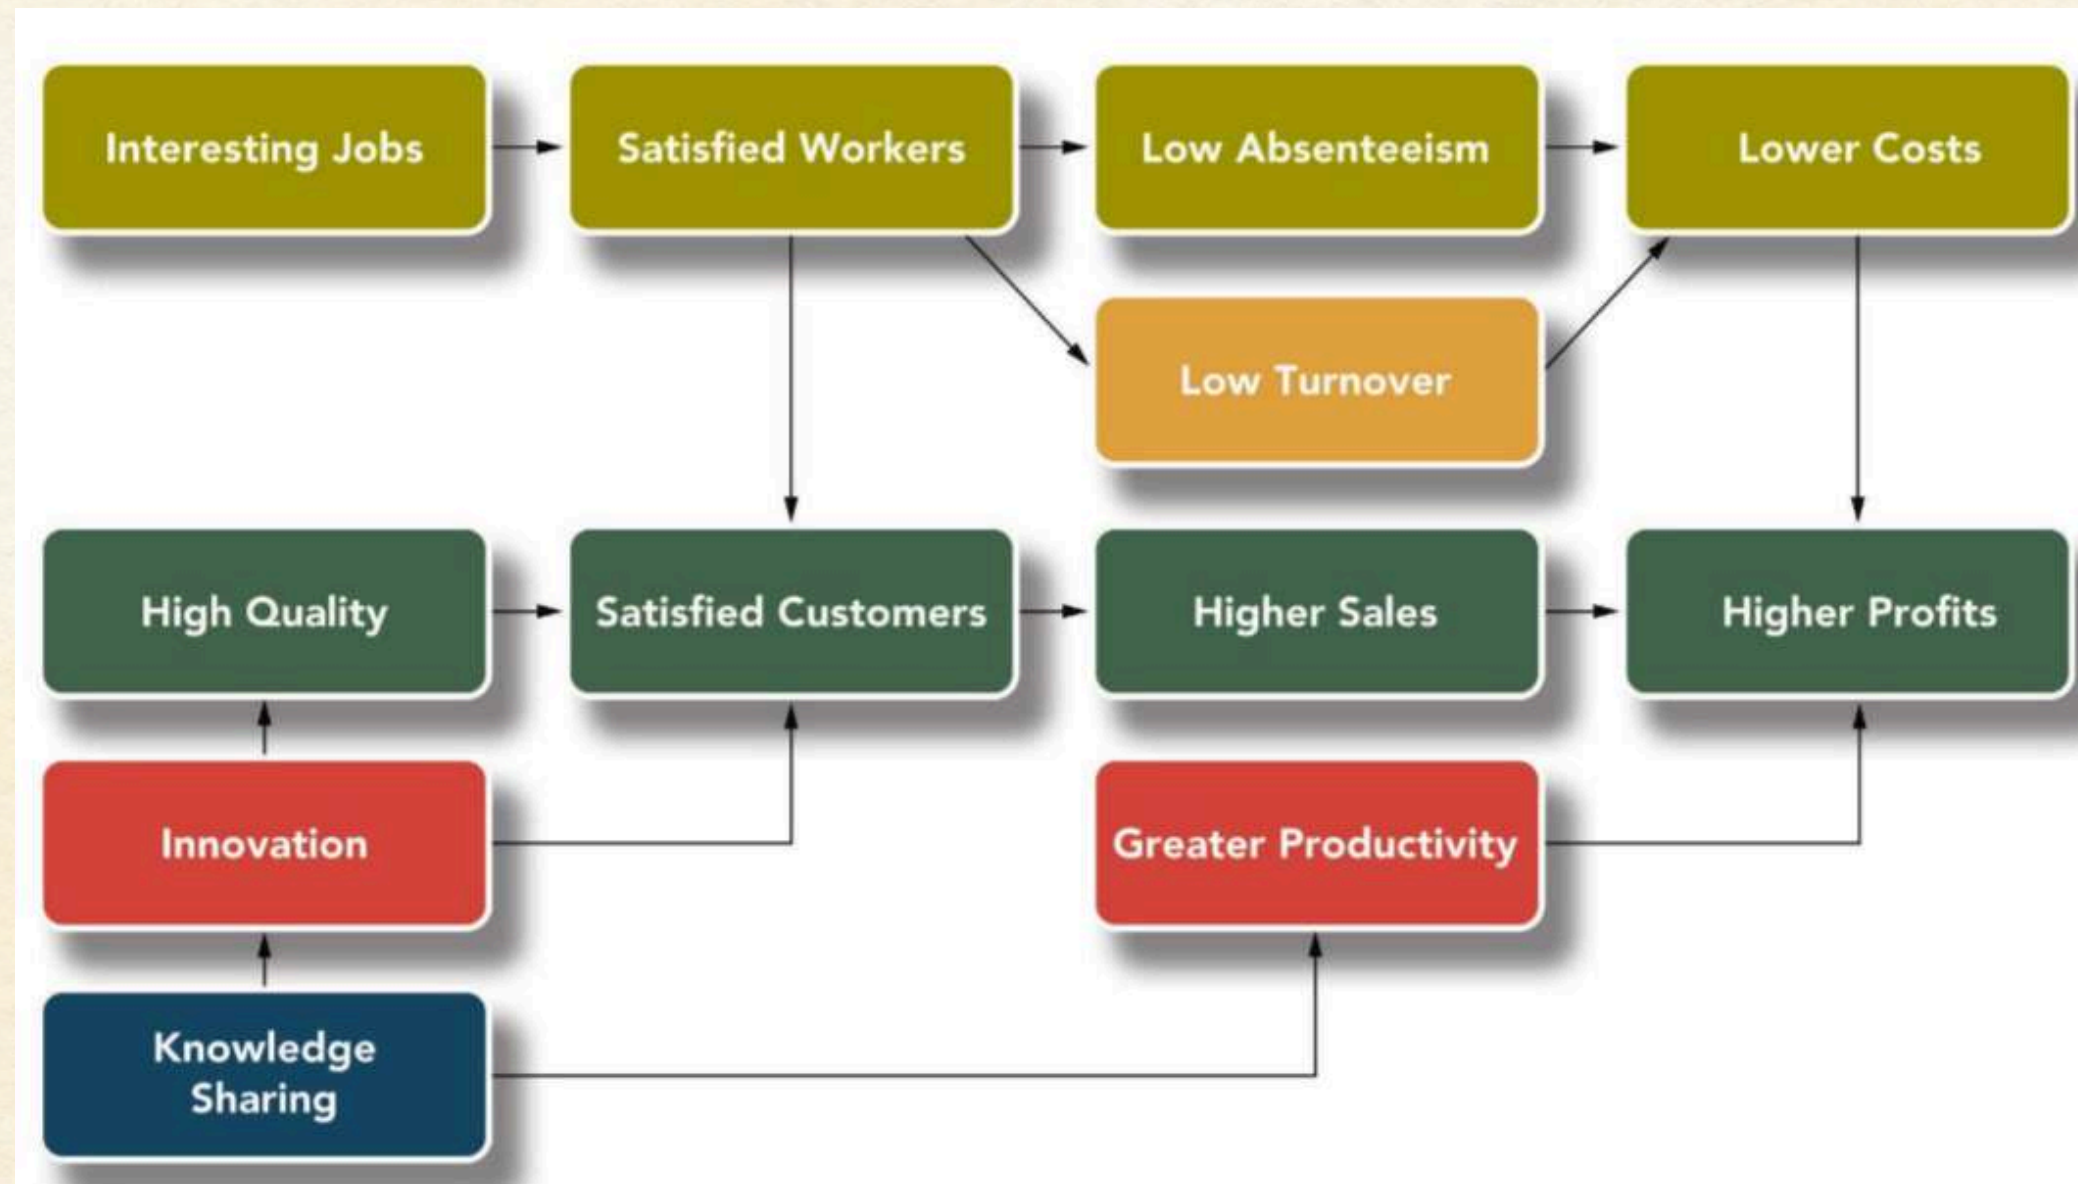 Interesting Jobs
Satisfied Workers
Low Absenteeism
Lower Costs
Low Turnover
High Quality
Satisfied Customers
Higher Sales
Higher Profits
Innovation
Greater Productivity
Knowledge
Sharing